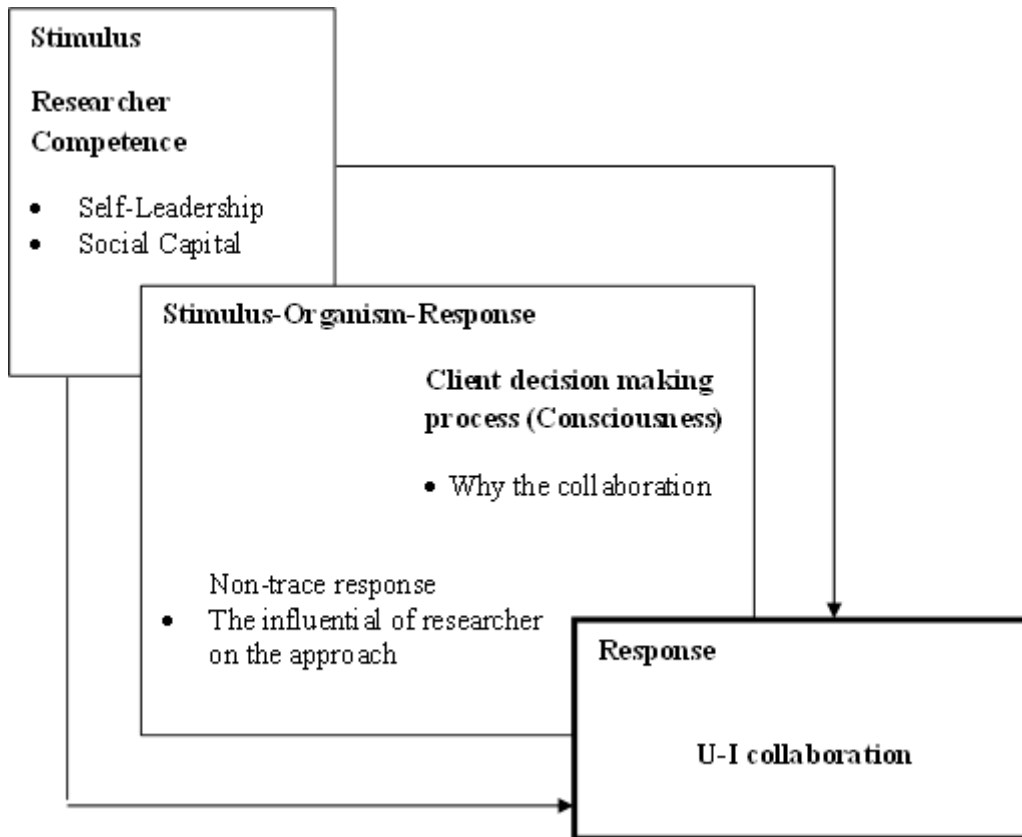 Stimulus
Researcher
Competence
• Self-Leadership
• Social Capital
Stimulus-Organism-Response
Client decision making
process (Consciousness)
• Why the collaboration
Non-trace response
• The influential of researcher
on the approach
Response
U-I collaboration